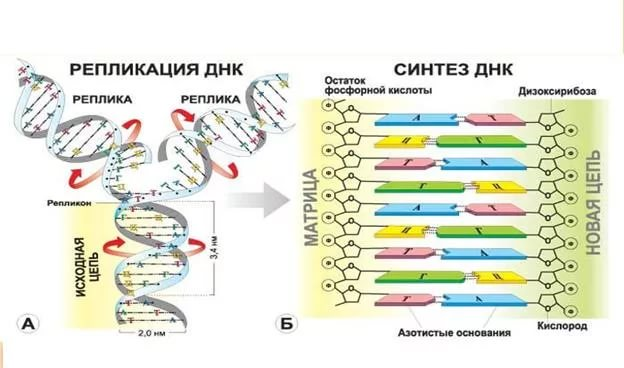 РЕПЛИКАЦИЯ ДНК
РЕПЛИКА РЕПЛИКА
Репликон
ИСХОДНАЯ
ЦЕПЬ
3,4 нм
2,0 нм
А
СИНТЕЗ ДНК
Остаток
фосфорной кислоты
Дизоксирибоза
МАТРИЦА
А Т
Ц Г
Т А
Г Ц
А Т
Ц Г
Т А
Г Ц
Т А
НОВАЯ ЦЕПЬ
Азотистые основания
Кислород
Б